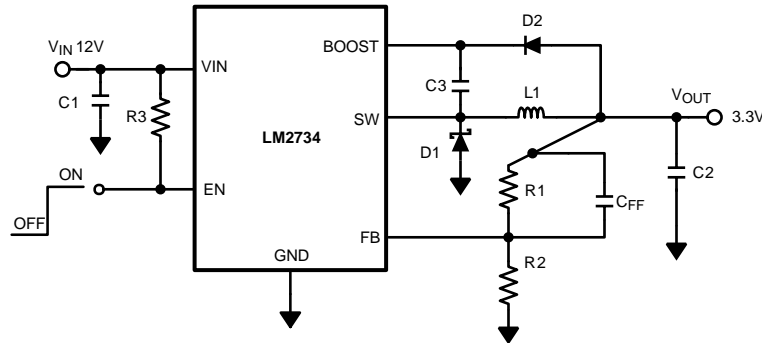 D2
BOOST
V_IN 12V
VIN
C3
L1
V_OUT
C1
R3
LM2734
SW
3.3V
D1
ON
C2
R1
EN
C_FF
OFF
FB
GND
R2